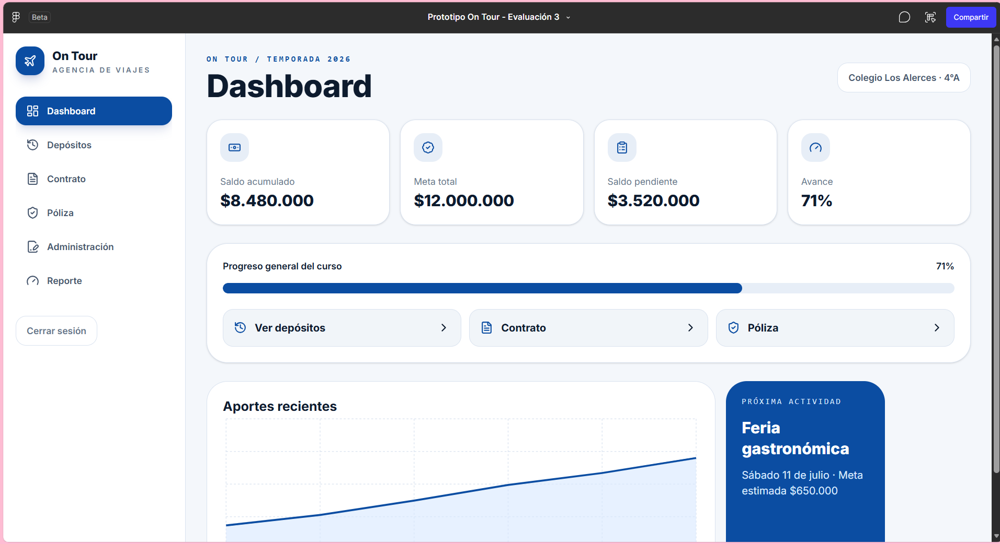 Beta
Prototipo On Tour - Evaluación 3
Compartir
On Tour
AGENCIA DE VIAJES
Dashboard
Depósitos
Contrato
Póliza
Administración
Reporte
Cerrar sesión
ON TOUR / TEMPORADA 2026
Dashboard
Colegio Los Alerces · 4°A
Saldo acumulado
$8.480.000
Meta total
$12.000.000
Saldo pendiente
$3.520.000
Avance
71%
Progreso general del curso
71%
Ver depósitos
Contrato
Póliza
Aportes recientes
PRÓXIMA ACTIVIDAD
Feria
gastronómica
Sábado 11 de julio · Meta
estimada $650.000